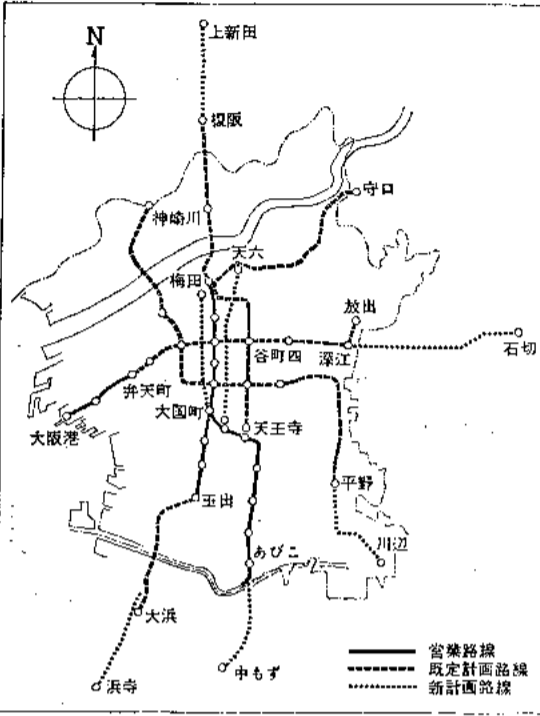 上新田
N
榎阪
守口
神崎川
天六
梅田
放出
石切
谷町四
深江
弁天町
大国町
大阪港
天王寺
平野
玉出
川辺
あびこ
大浜
中もず
浜寺
営業路線
既定計画路線
新計画路線